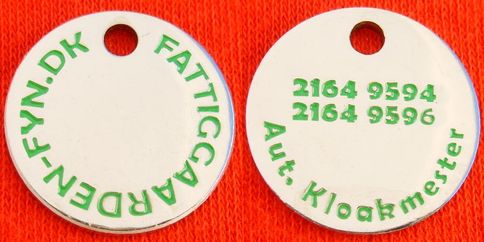 FATTIGGAARDEN-FYN.DK
2164 9594
2164 9596
Aut. Kloakmester